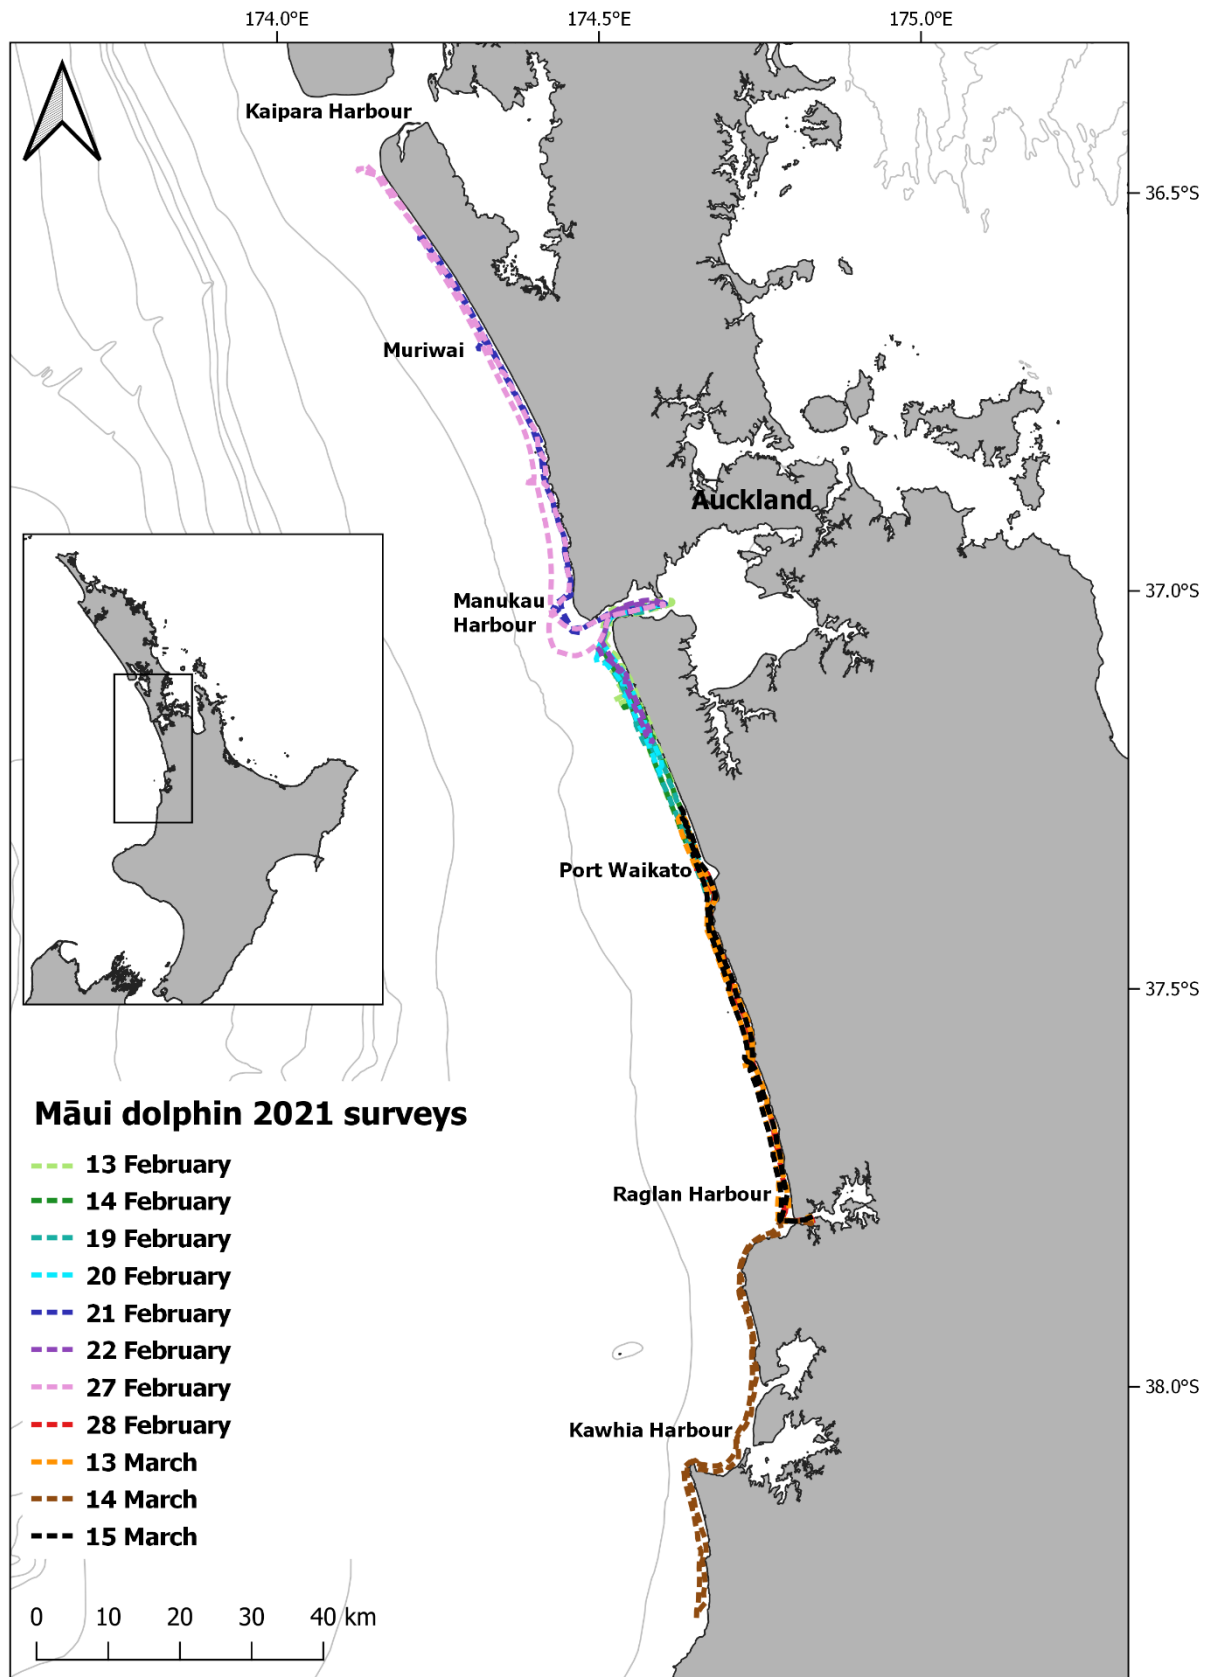 174.0°E
174.5°E
175.0°E
Kaipara Harbour
36.5°S
Muriwai
Auckland
37.0°S
Manukau
Harbour
Port Waikato
37.5°S
Māui dolphin 2021 surveys
13 February
14 February
19 February
20 February
21 February
22 February
27 February
28 February
13 March
14 March
15 March
Raglan Harbour
38.0°S
Kawhia Harbour
0 10 20 30 40 km